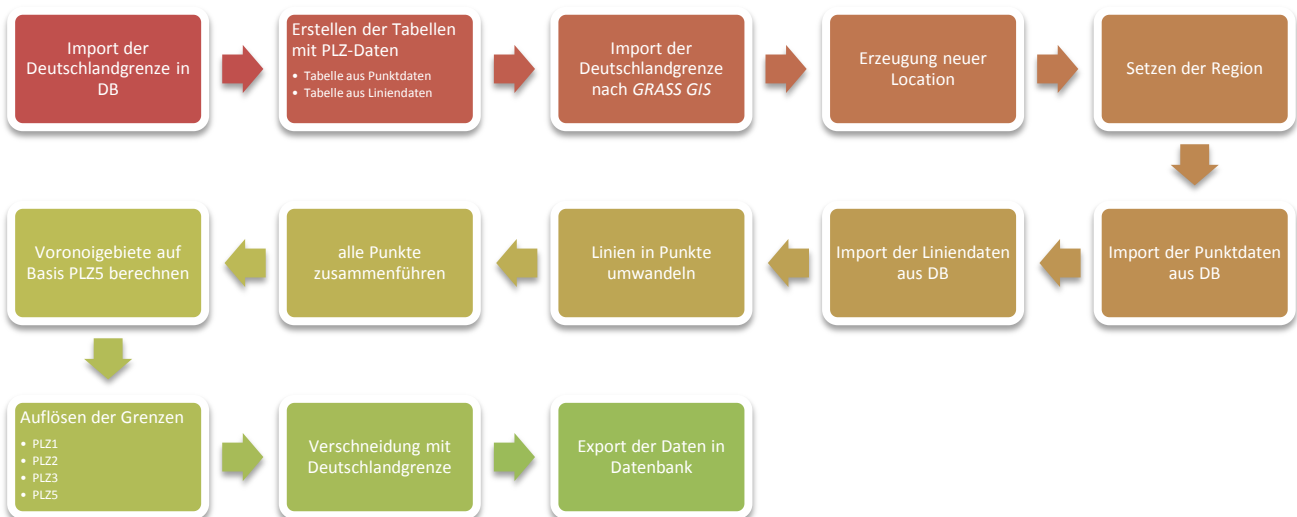 Import der
Deutschlandgrenze in
DB
Erstellen der Tabellen
mit PLZ-Daten
• Tabelle aus Punktdaten
• Tabelle aus Liniendaten
Import der
Deutschlandgrenze
nach GRASS GIS
Erzeugung neuer
Location
Setzen der Region
Import der Punktdaten
aus DB
Import der Liniendaten
aus DB
Linien in Punkte
umwandeln
alle Punkte
zusammenführen
Voronoigebiete auf
Basis PLZ5 berechnen
Auflösen der Grenzen
• PLZ1
• PLZ2
• PLZ3
• PLZ5
Verschneidung mit
Deutschlandgrenze
Export der Daten in
Datenbank